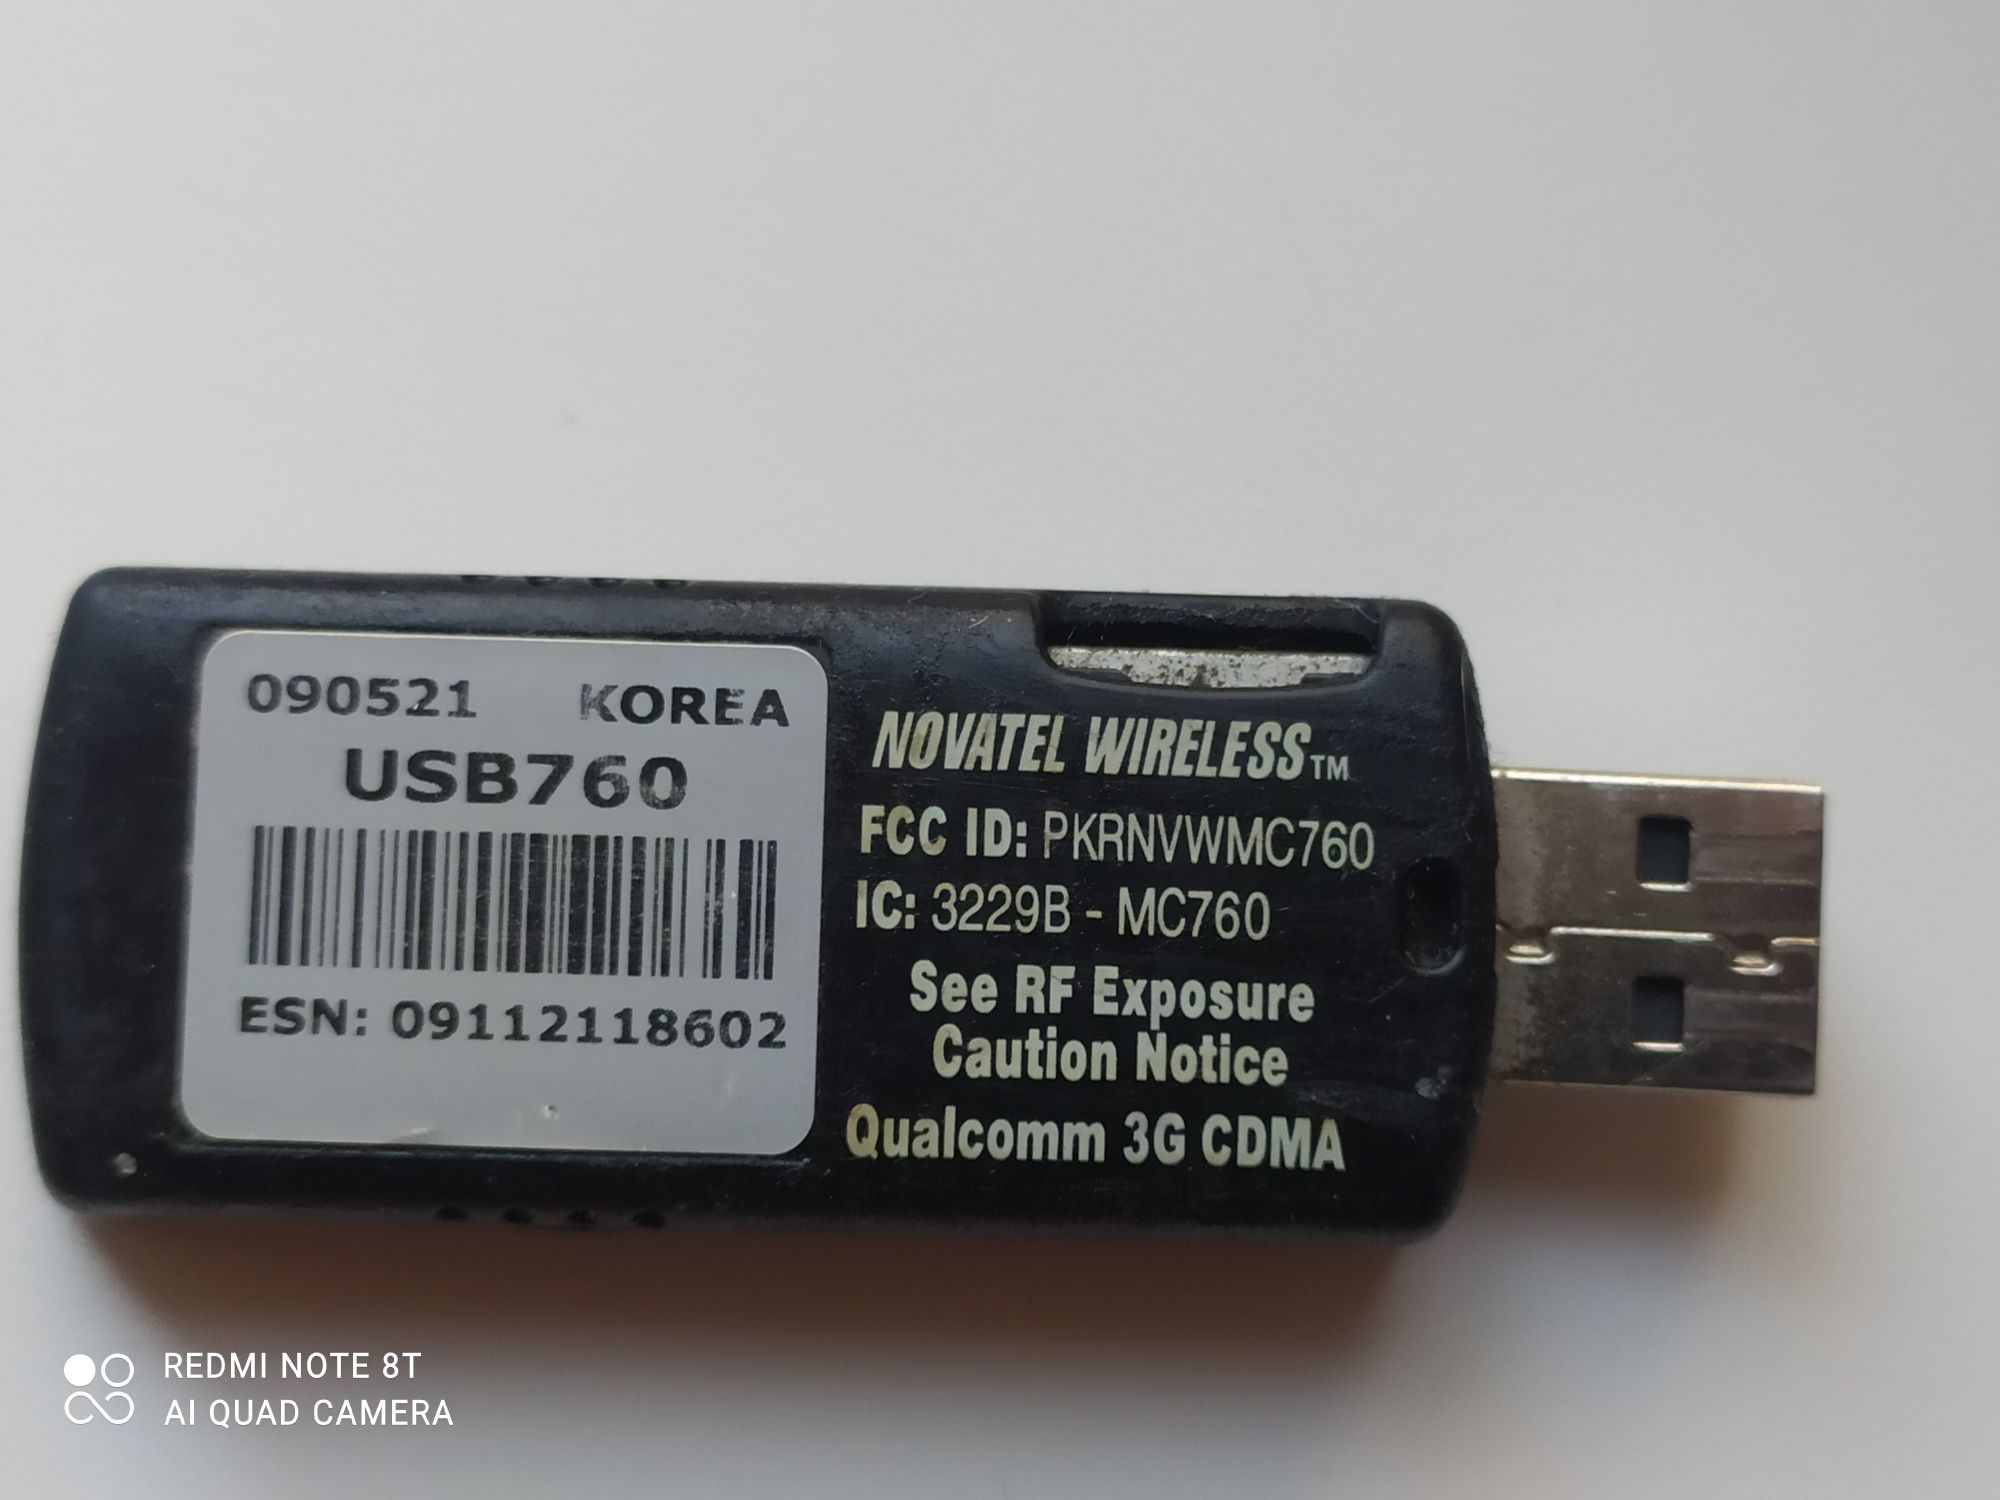 090521 KOREA
USB760
ESN: 09112118602
NOVATEL WIRELESS™
FCC ID: PKRNVWMC760
IC: 3229B - MC760
See RF Exposure
Caution Notice
Qualcomm 3G CDMA
REDMI NOTE 8T
AI QUAD CAMERA